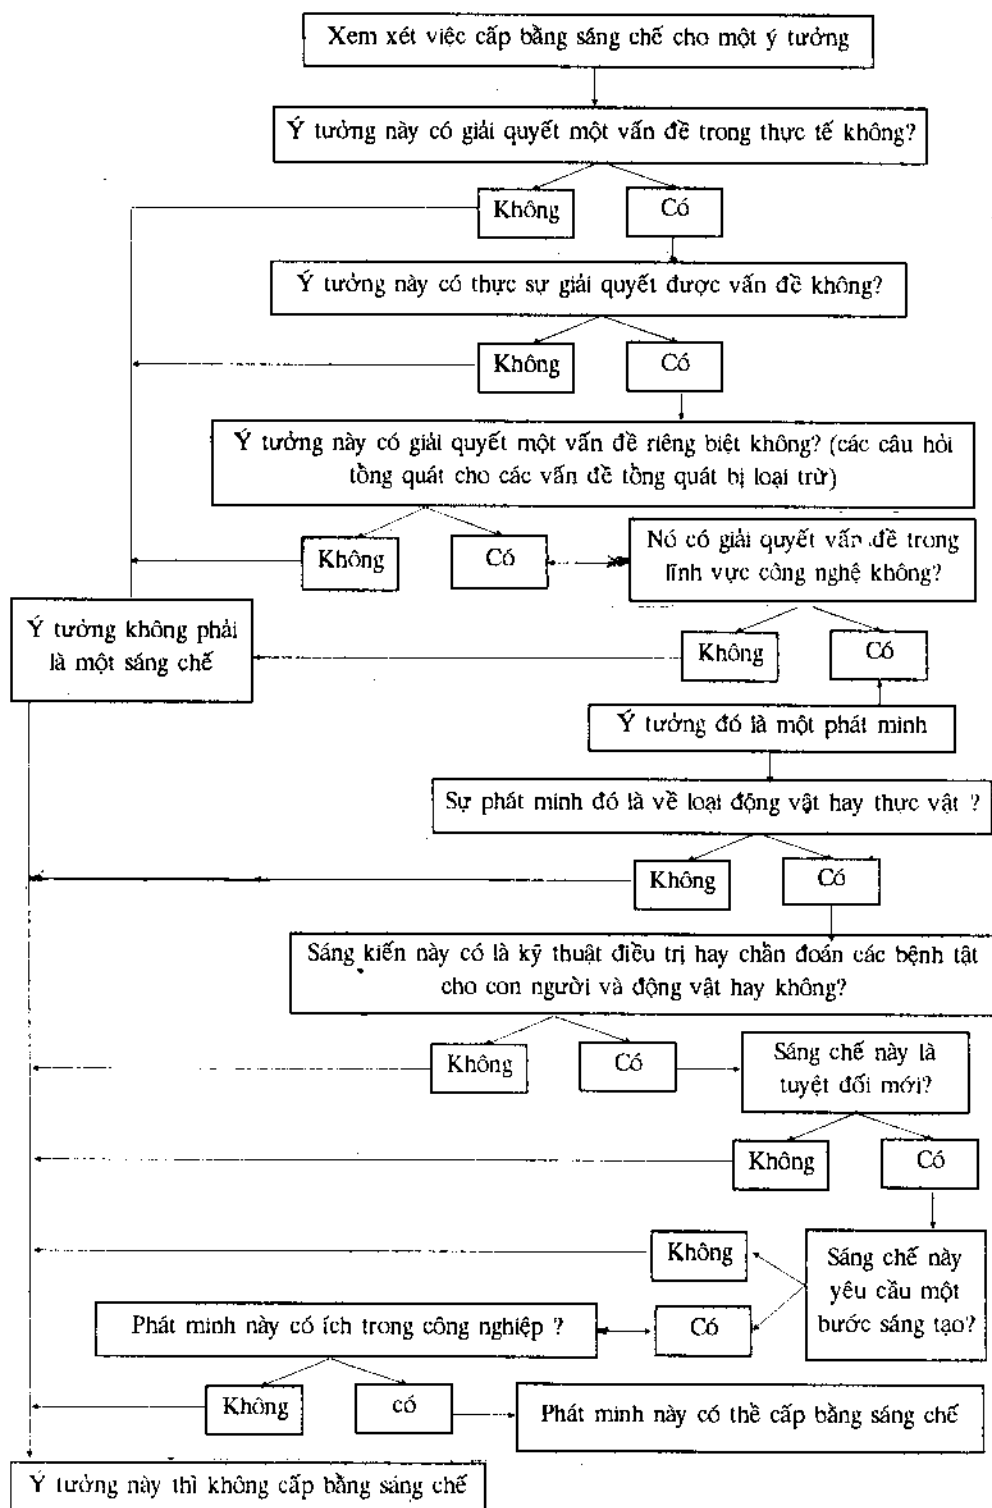 Xem xét việc cấp bằng sáng chế cho một ý tưởng
Ý tưởng này có giải quyết một vấn đề trong thực tế không?
Không
Có
Ý tưởng này có thực sự giải quyết được vấn đề không?
Không
Có
Ý tưởng này có giải quyết một vấn đề riêng biệt không? (các câu hỏi
tổng quát cho các vấn đề tổng quát bị loại trừ)
Không
Có
Nó có giải quyết vấn đề trong
lĩnh vực công nghệ không?
Ý tưởng không phải
là một sáng chế
Không
Có
Ý tưởng đó là một phát minh
Sự phát minh đó là về loại động vật hay thực vật ?
Không
Có
Sáng kiến này có là kỹ thuật điều trị hay chần đoán các bệnh tật
cho con người và động vật hay không?
Không
Có
Sáng chế này là
tuyệt đối mới?
Không
Có
Không
Sáng chế này
yêu cầu một
bước sáng tạo?
Có
Phát minh này có ích trong công nghiệp ?
Không
có
Phát minh này có thể cấp bằng sáng chế
Ý tưởng này thì không cấp bằng sáng chế